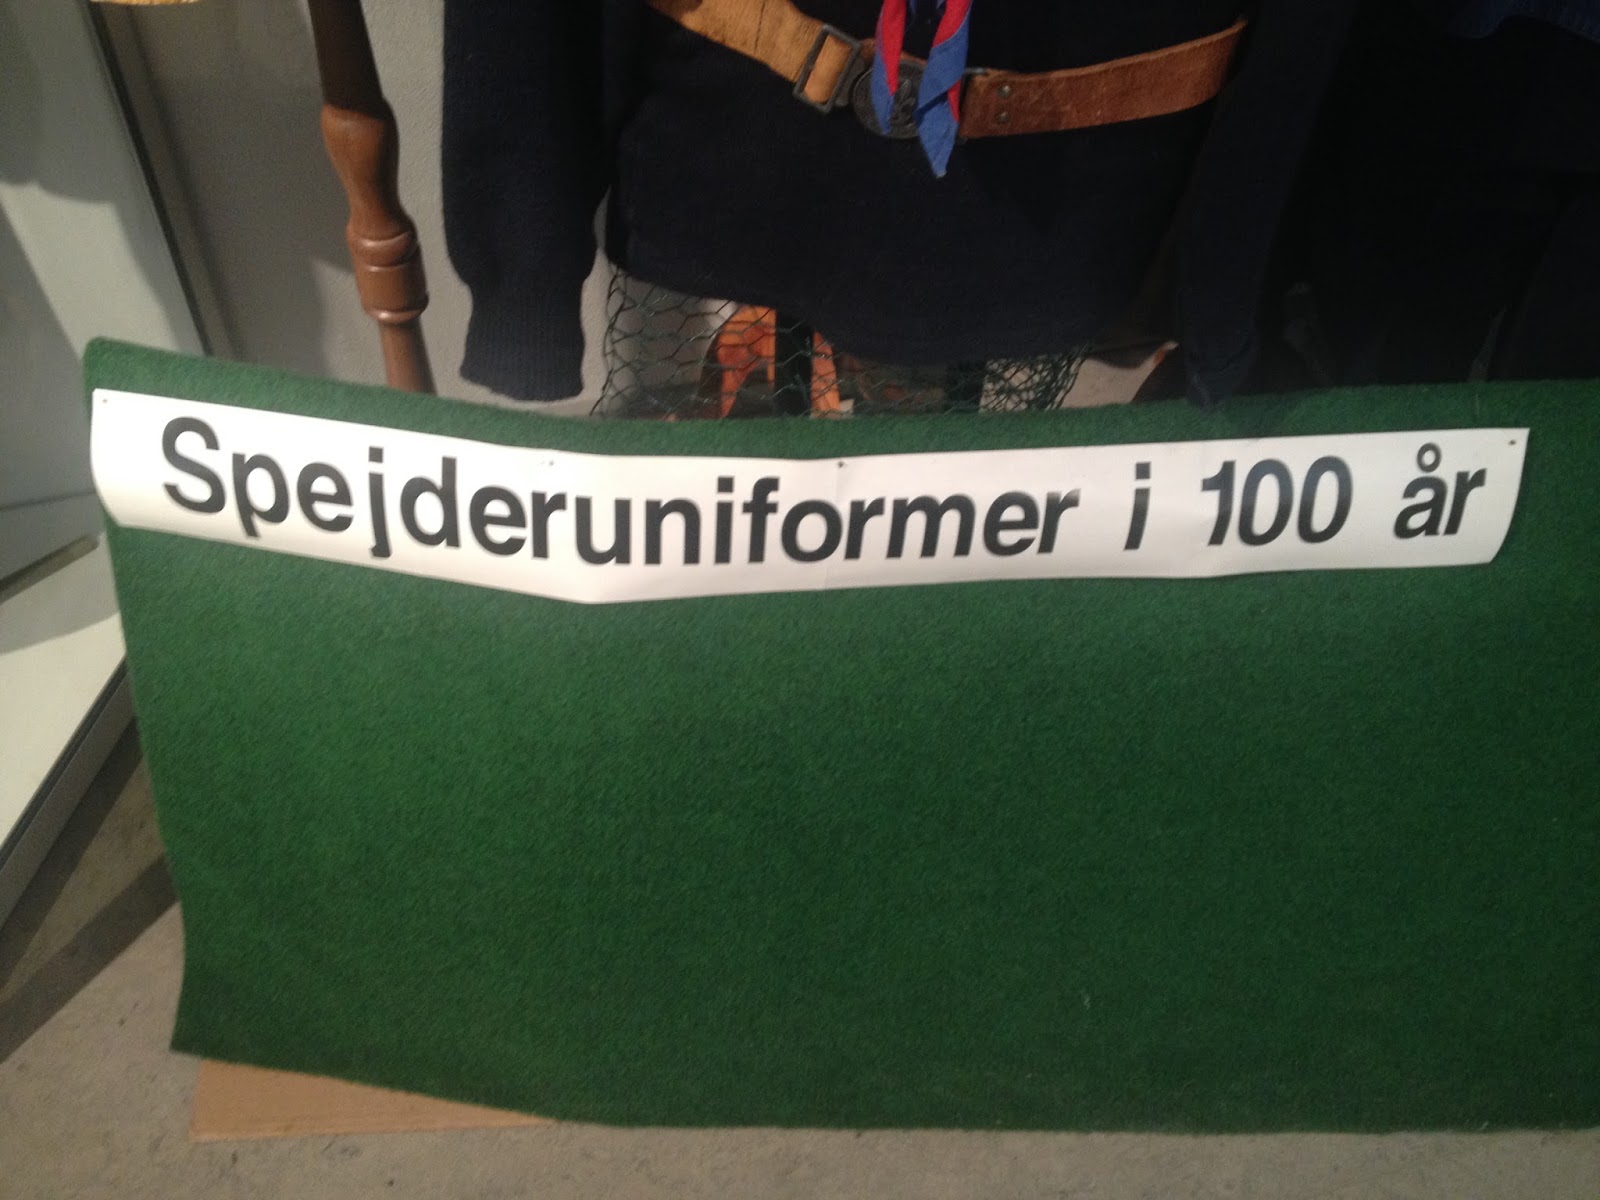 Spejderuniformer i 100 år